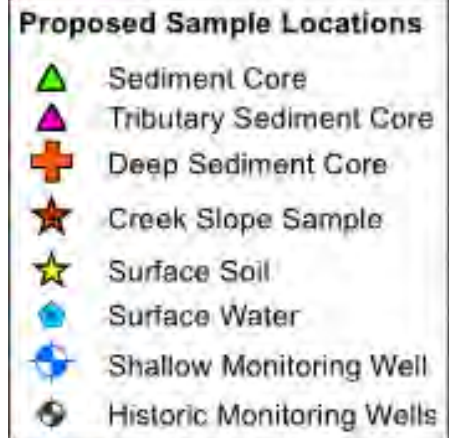 Proposed Sample Locations
Sediment Core
Tributary Sediment Core
Deep Sediment Core
Creek Slope Sample
Surface Soil
Surface Water
Shallow Monitoring Well
Historic Monitoring Wells